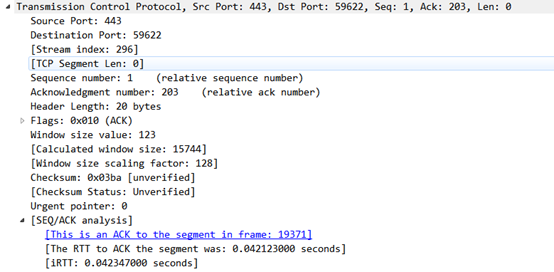 Transmission Control Protocol, Src Port: 443, Dst Port: 59622, Seq: 1, Ack: 203, Len: 0
Source Port: 443
Destination Port: 59622
[Stream index: 296]
[TCP Segment Len: 0]
Sequence number: 1    (relative sequence number)
Acknowledgment number: 203    (relative ack number)
Header Length: 20 bytes
Flags: 0x010 (ACK)
Window size value: 123
[Calculated window size: 15744]
[Window size scaling factor: 128]
Checksum: 0x03ba [unverified]
[Checksum Status: Unverified]
Urgent pointer: 0
[SEQ/ACK analysis]
[This is an ACK to the segment in frame: 19371]
[The RTT to ACK the segment was: 0.042123000 seconds]
[iRTT: 0.042347000 seconds]